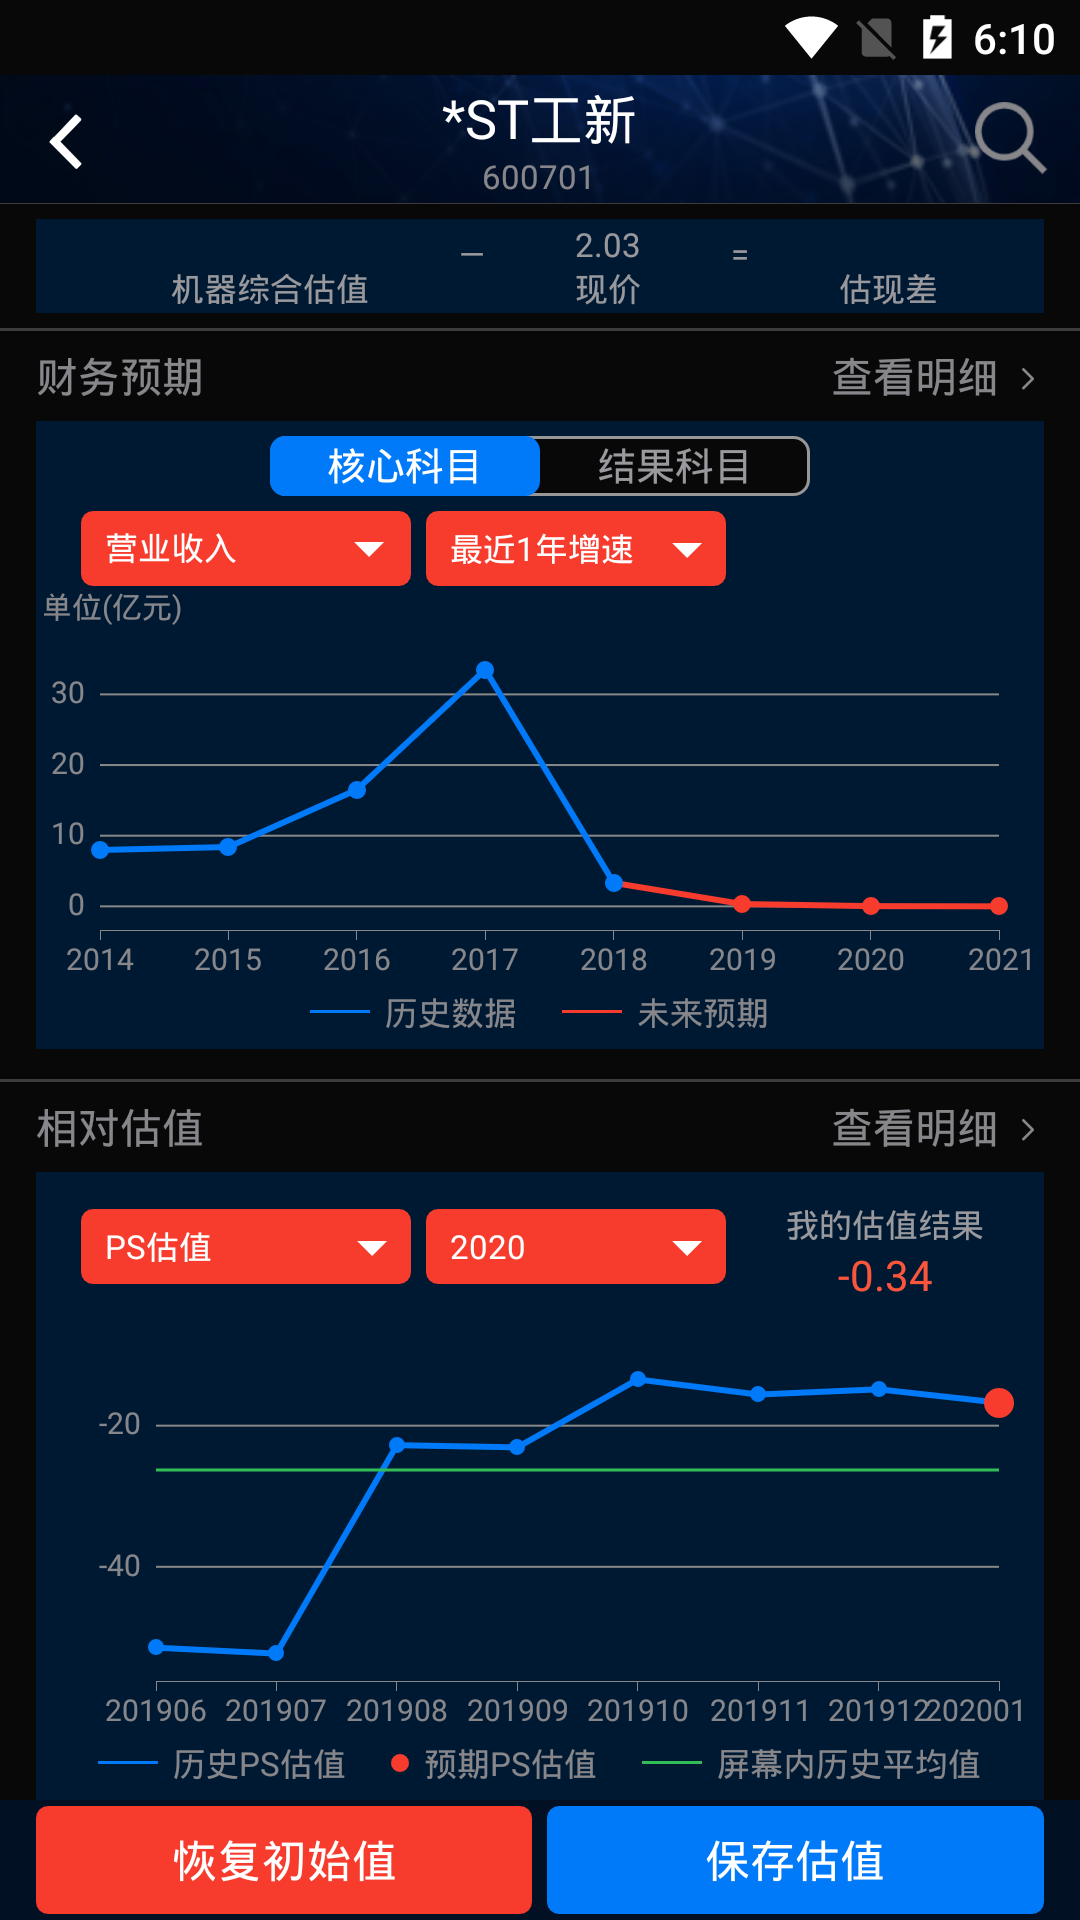 6:10
*ST工新
600701
机器综合估值 — 2.03 现价 = 估现差
财务预期 查看明细
核心科目 结果科目
营业收入 最近1年增速
单位(亿元)
30
20
10
0
2014 2015 2016 2017 2018 2019 2020 2021
历史数据 未来预期
相对估值 查看明细
PS估值 2020 我的估值结果
-0.34
-20
-40
201906 201907 201908 201909 201910 201911 201912 202001
历史PS估值 预期PS估值 屏幕内历史平均值
恢复初始值 保存估值